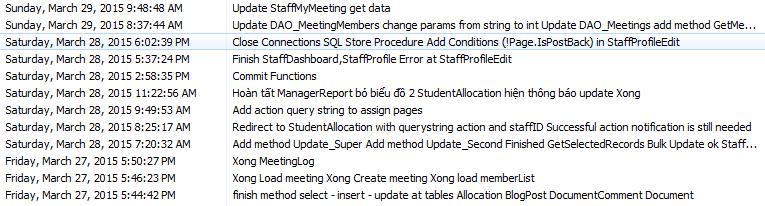 Sunday, March 29, 2015 9:48:48 AM Update StaffMyMeeting get data
Sunday, March 29, 2015 8:37:44 AM Update DAO_MeetingMembers change params from string to int Update DAO_Meetings add method GetMe...
Saturday, March 28, 2015 6:02:39 PM Close Connections SQL Store Procedure Add Conditions (!Page.IsPostBack) in StaffProfileEdit
Saturday, March 28, 2015 5:37:24 PM Finish StaffDashboard,StaffProfile Error at StaffProfileEdit
Saturday, March 28, 2015 2:58:35 PM Commit Functions
Saturday, March 28, 2015 11:22:56 AM Hoàn tất ManagerReport bỏ biểu đồ 2 StudentAllocation hiện thông báo update Xong
Saturday, March 28, 2015 9:49:53 AM Add action query string to assign pages
Saturday, March 28, 2015 8:25:17 AM Redirect to StudentAllocation with querystring action and staffID Successful action notification is still needed
Saturday, March 28, 2015 7:20:32 AM Add method Update_Super Add method Update_Second Finished GetSelectedRecords Bulk Update ok Staff...
Friday, March 27, 2015 5:50:27 PM Xong MeetingLog
Friday, March 27, 2015 5:46:23 PM Xong Load meeting Xong Create meeting Xong load memberList
Friday, March 27, 2015 5:44:42 PM finish method select - insert - update at tables Allocation BlogPost DocumentComment Document